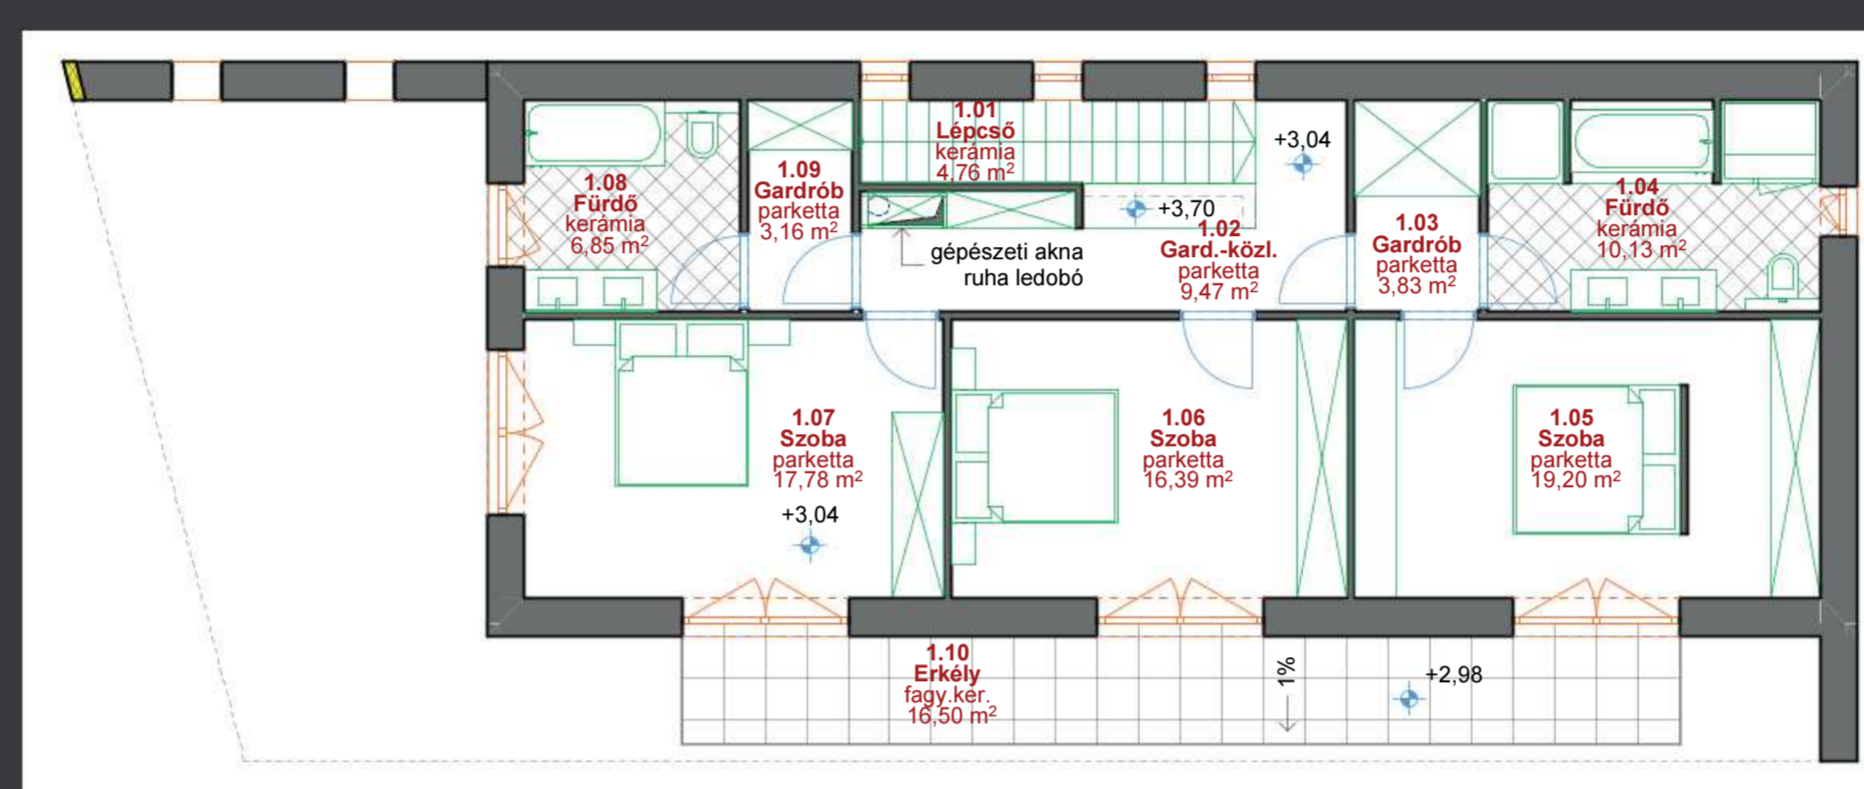 1.01
Lépcső
kerámia
4,76 m²
+3,04
1.08
Fürdő
kerámia
6,85 m²
1.09
Gardrób
parketta
3,16 m²
+3,70
1.02
Gard.-közl.
parketta
9,47 m²
gépészeti akna
ruha ledobó
1.03
Gardrób
parketta
3,83 m²
1.04
Fürdő
kerámia
10,13 m²
1.07
Szoba
parketta
17,78 m²
+3,04
1.06
Szoba
parketta
16,39 m²
1.05
Szoba
parketta
19,20 m²
1.10
Erkély
fagy.ker.
16,50 m²
1%
+2,98